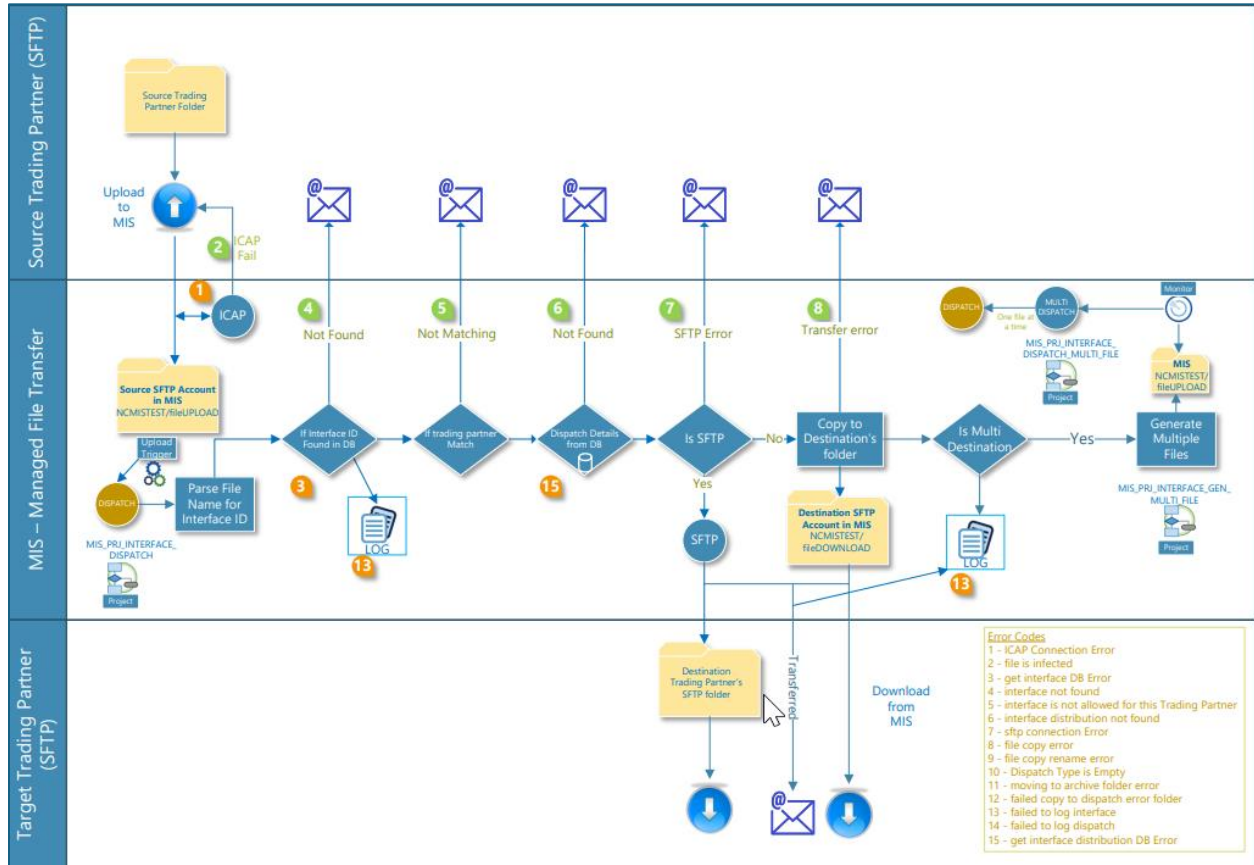 Source Trading Partner (SFTP)
Source Trading
Partner Folder
Upload
to
MIS
2
ICAP
Fail
@
@
@
@
@
MIS – Managed File Transfer
1
ICAP
4
Not Found
5
Not Matching
6
Not Found
7
SFTP Error
8
Transfer error
Monitor
DISPATCH
One file at
a time
MULTI
DISPATCH
MIS_PRJ_INTERFACE_
DISPATCH_MULTI_FILE
Project
MIS
NCMISTEST/
fileUPLOAD
Source SFTP Account
in MIS
NCMISTEST/fileUPLOAD
Upload
Trigger
DISPATCH
Parse File
Name for
Interface ID
MIS_PRJ_INTERFACE_
DISPATCH
Project
If Interface ID
Found in DB
3
LOG
13
If trading partner
Match
Dispatch Details
from DB
15
Is SFTP
No
Yes
SFTP
Copy to
Destination's
folder
Destination SFTP
Account in MIS
NCMISTEST/
fileDOWNLOAD
Is Multi
Destination
Yes
LOG
13
Generate
Multiple
Files
MIS_PRJ_INTERFACE_GEN_
MULTI_FILE
Project
Target Trading Partner
(SFTP)
Destination
Trading Partner's
SFTP folder
Transferred
@
Download
from
MIS
Error Codes
1 - ICAP Connection Error
2 - file is infected
3 - get interface DB Error
4 - interface not found
5 - interface is not allowed for this Trading Partner
6 - interface distribution not found
7 - sftp connection Error
8 - file copy error
9 - file copy rename error
10 - Dispatch Type is Empty
11 - moving to archive folder error
12 - failed copy to dispatch error folder
13 - failed to log interface
14 - failed to log dispatch
15 - get interface distribution DB Error